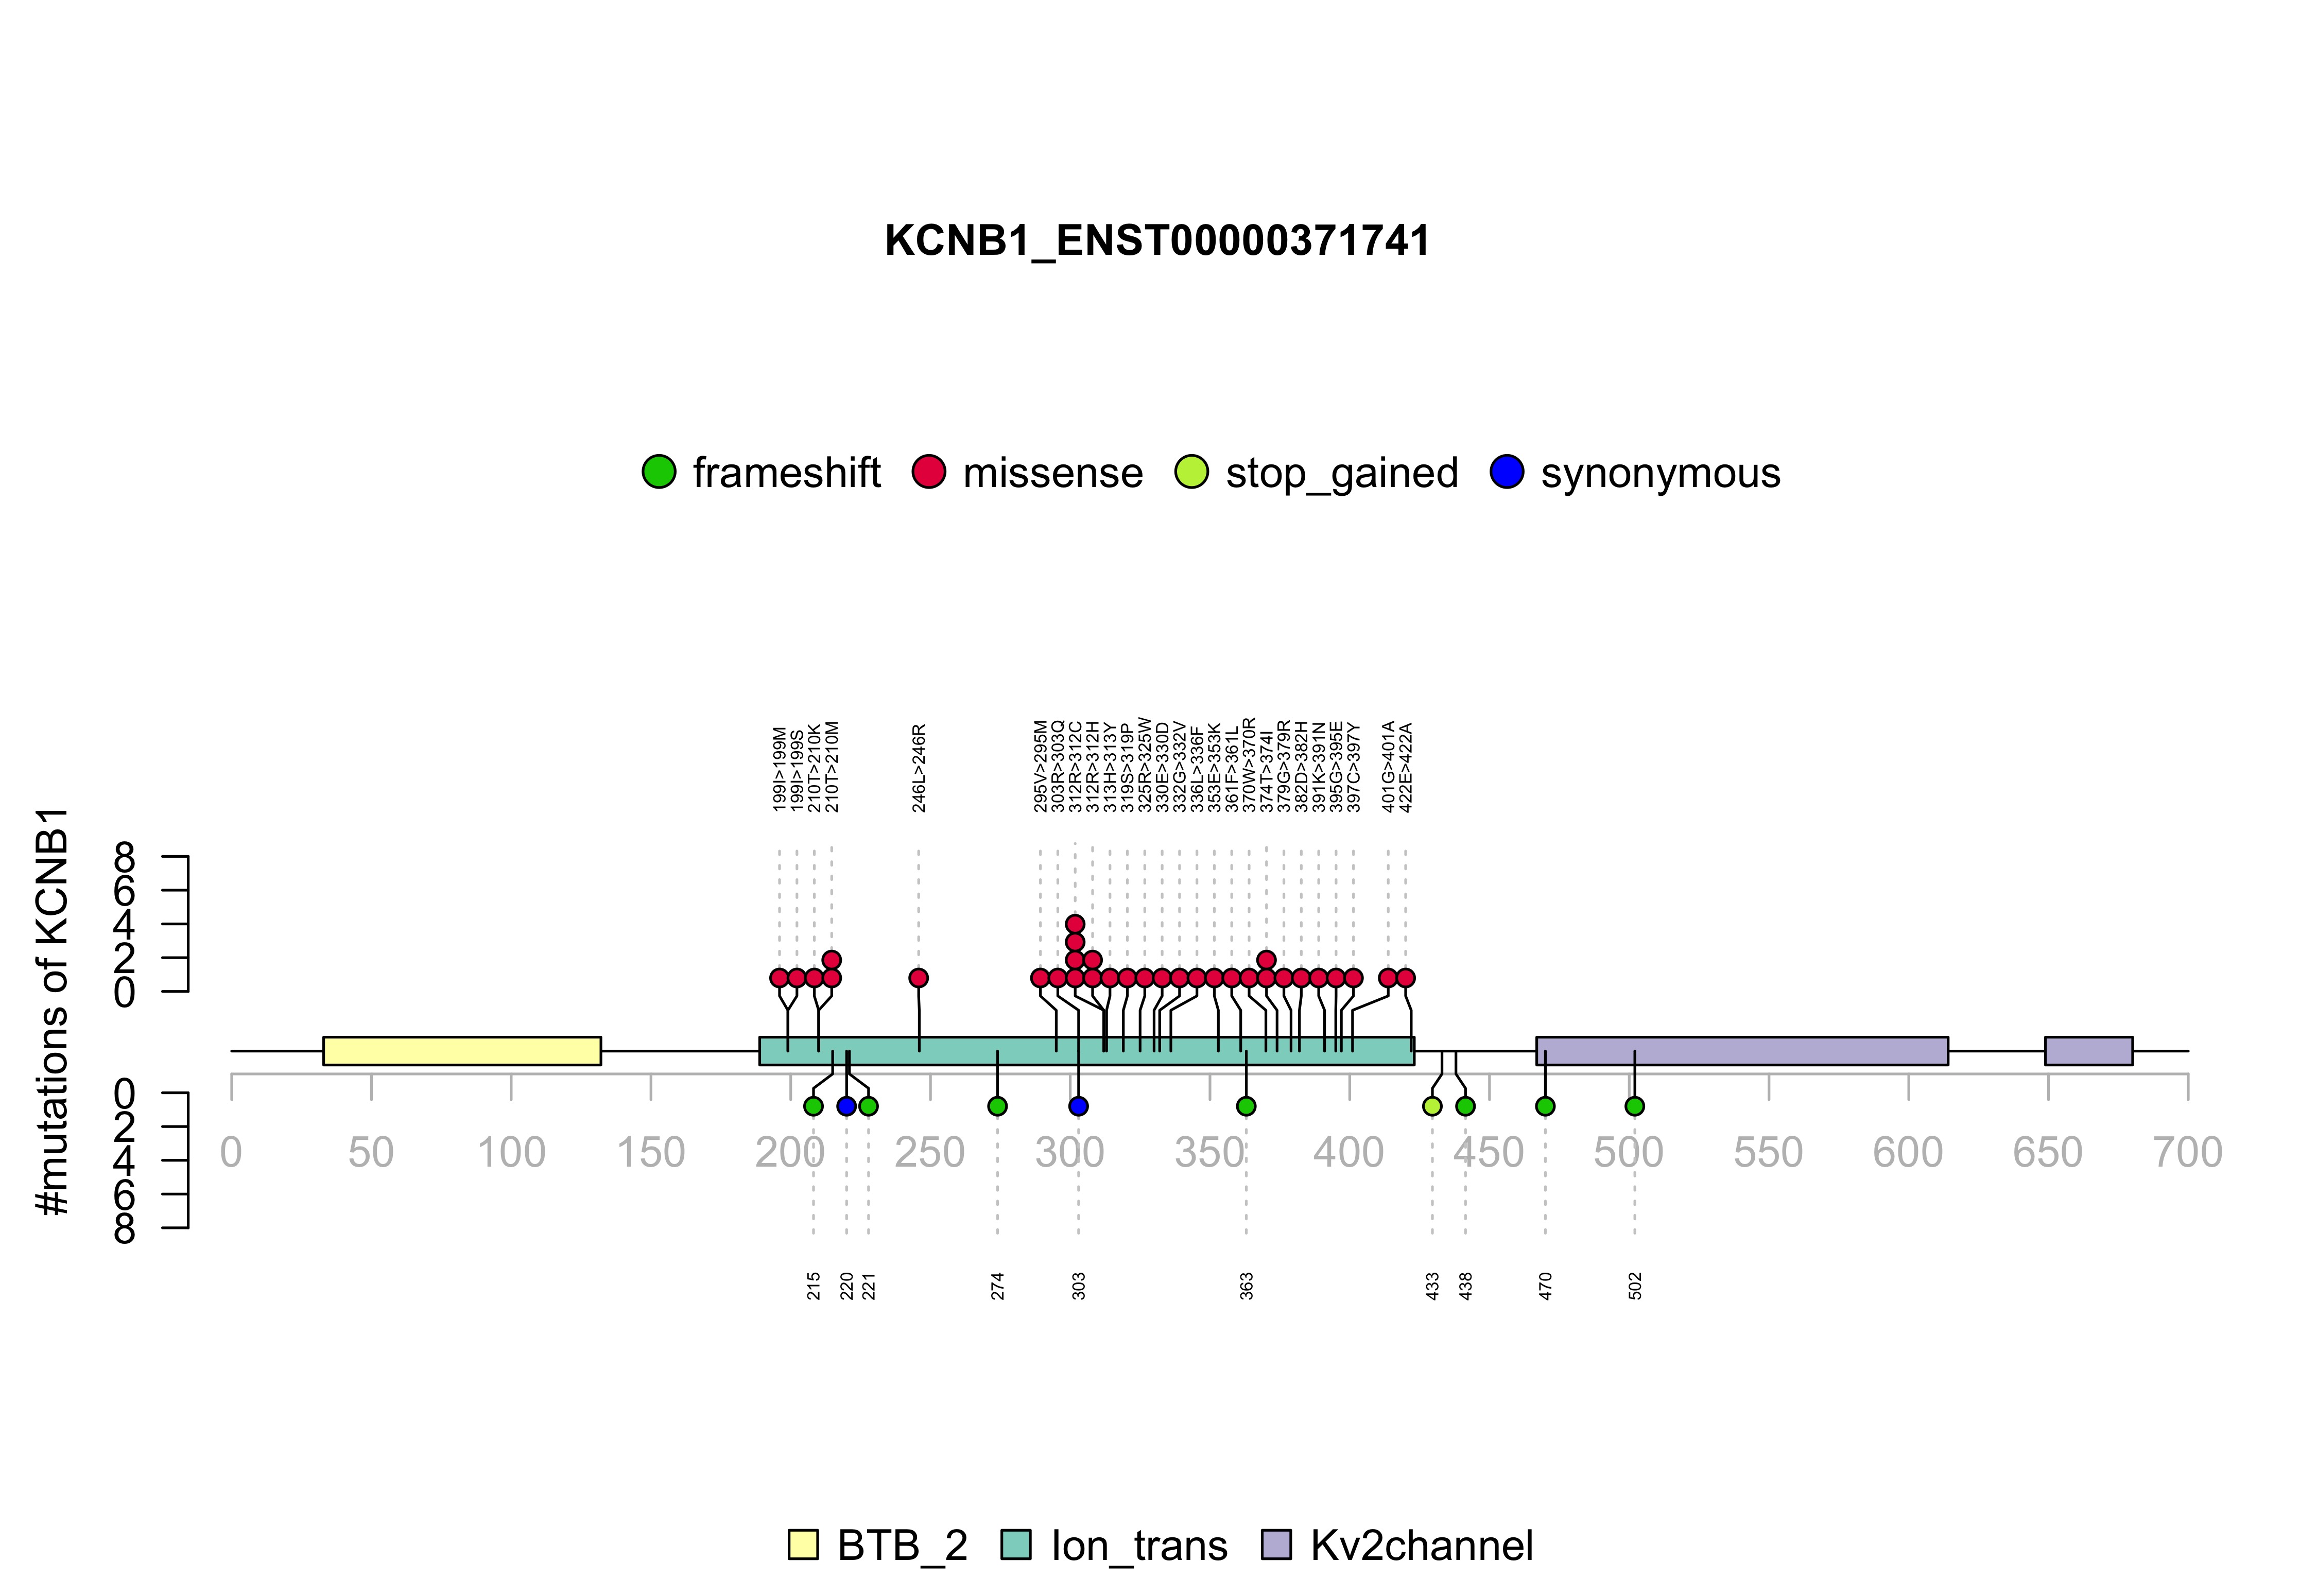 KCNB1_ENST00000371741
frameshift missense stop_gained synonymous
199I>199M
199I>199S
210T>210K
210T>210M
246L>246R
295V>295M
303R>303Q
312R>312C
312R>312H
313H>313Y
319S>319P
325R>325W
330E>330D
332G>332V
336L>336F
353E>353K
361F>361L
370W>370R
374T>374I
379G>379R
382D>382H
391K>391N
395G>395E
397C>397Y
401G>401A
422E>422A
#mutations of KCNB1
8
6
4
2
0
0
2
4
6
8
0 50 100 150 200 250 300 350 400 450 500 550 600 650 700
215
220
221
274
303
363
433
438
470
502
BTB_2 Ion_trans Kv2channel